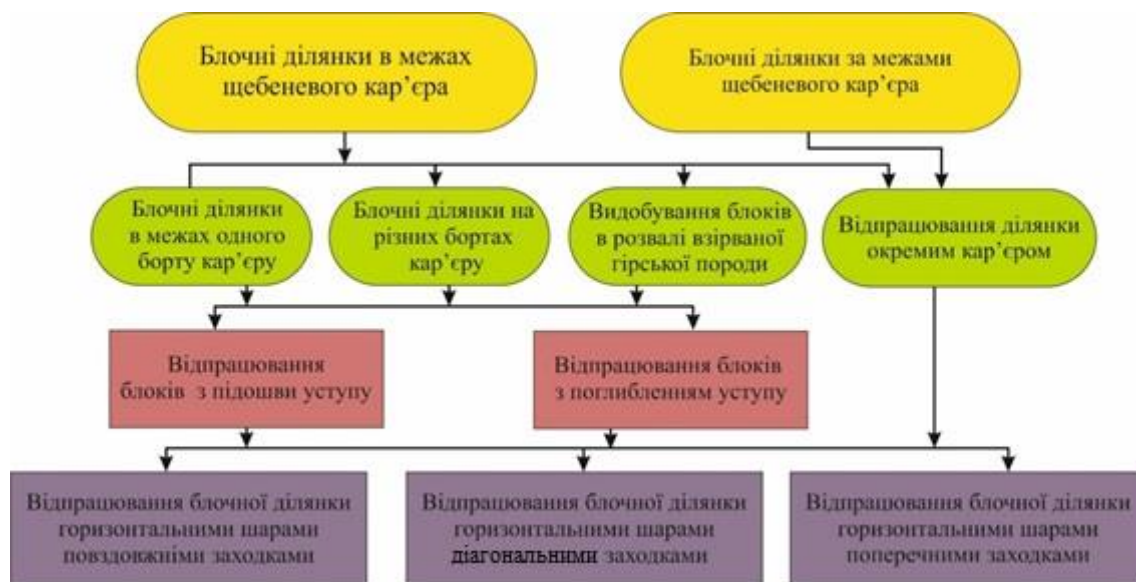 Блочні ділянки в межах
щебеневого кар’єра
Блочні ділянки за межами
щебеневого кар’єра
Блочні ділянки
в межах одного
борту кар’єру
Блочні ділянки на
різних бортах
кар’єру
Видобування блоків
в розвалі взірваної
гірської породи
Відпрацювання ділянки
окремим кар’єром
Відпрацювання
блоків з підошви уступу
Відпрацювання блоків
з поглибленням уступу
Відпрацювання блочної ділянки
горизонтальними шарами
повздовжніми заходками
Відпрацювання блочної ділянки
горизонтальними шарами
діагональними заходками
Відпрацювання блочної ділянки
горизонтальними шарами
поперечними заходками